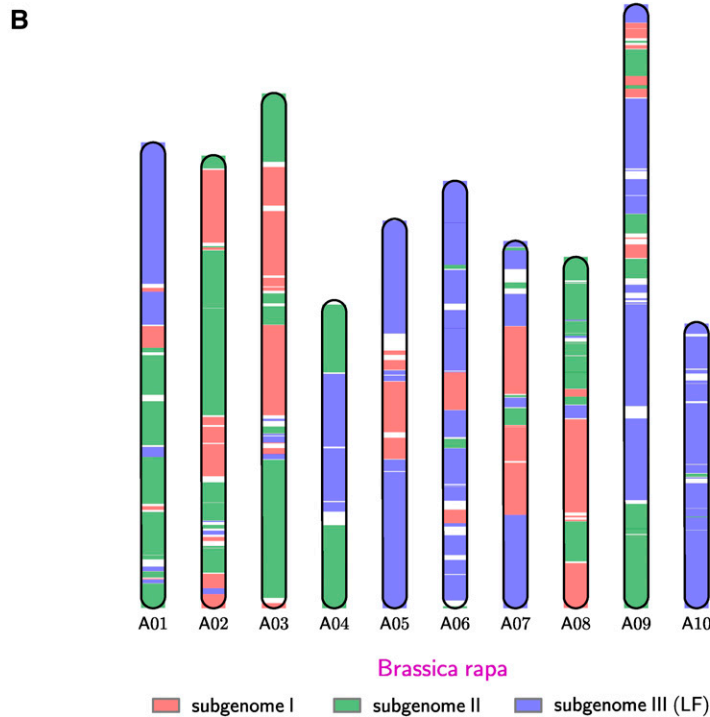 B
A01 A02 A03 A04 A05 A06 A07 A08 A09 A10
Brassica rapa
subgenome I subgenome II subgenome III (LF)